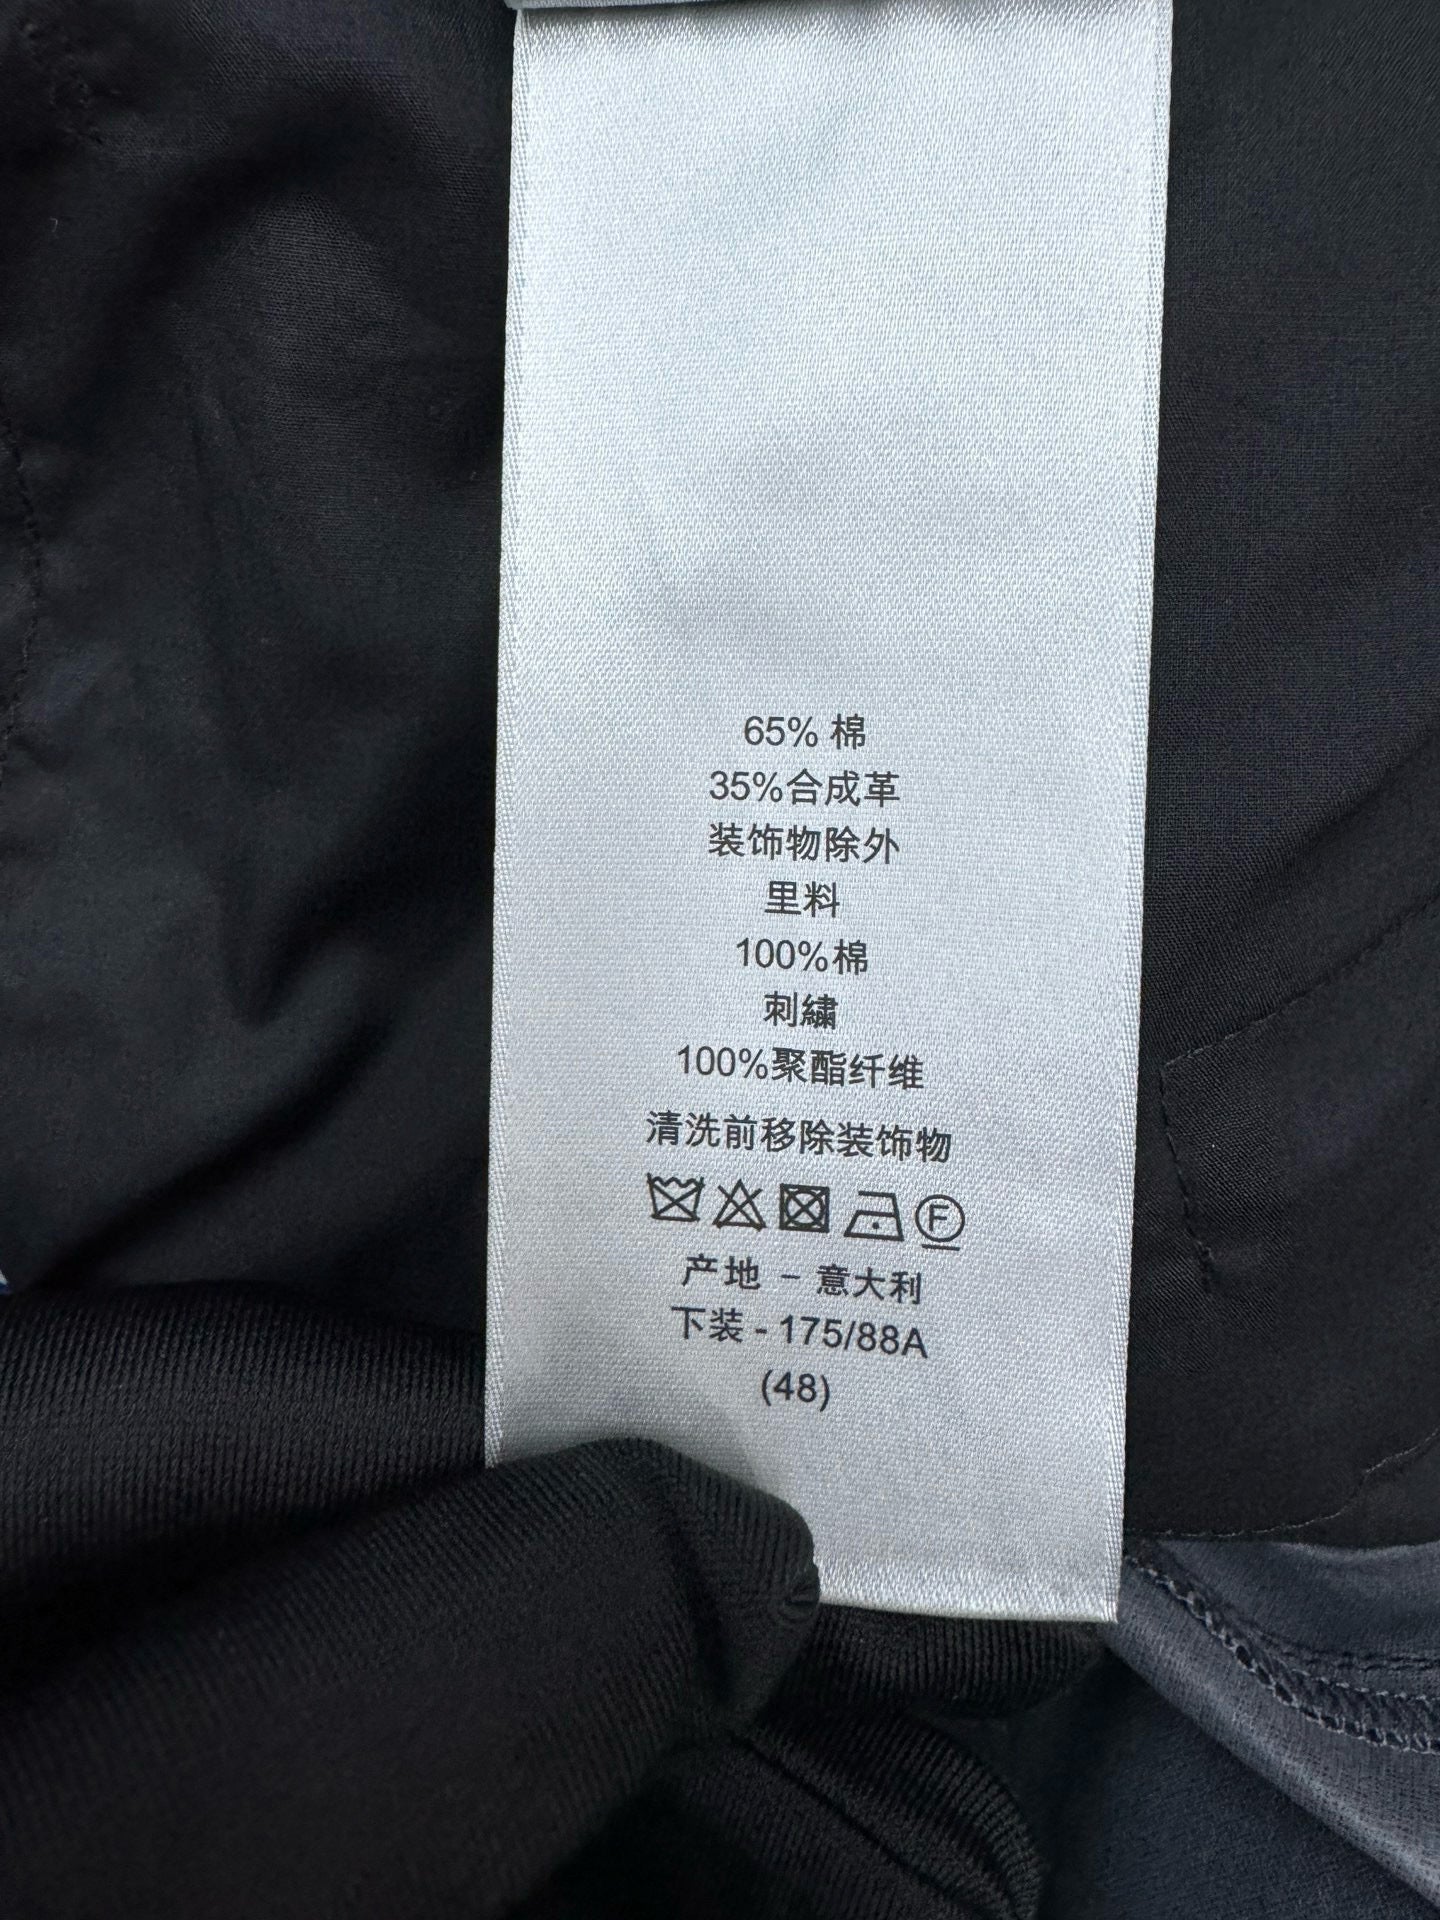 65% 棉
35%合成革
装饰物除外
里料
100%棉
刺繡
100%聚酯纤维
清洗前移除装饰物
F
产地 - 意大利
下装 - 175/88A
(48)